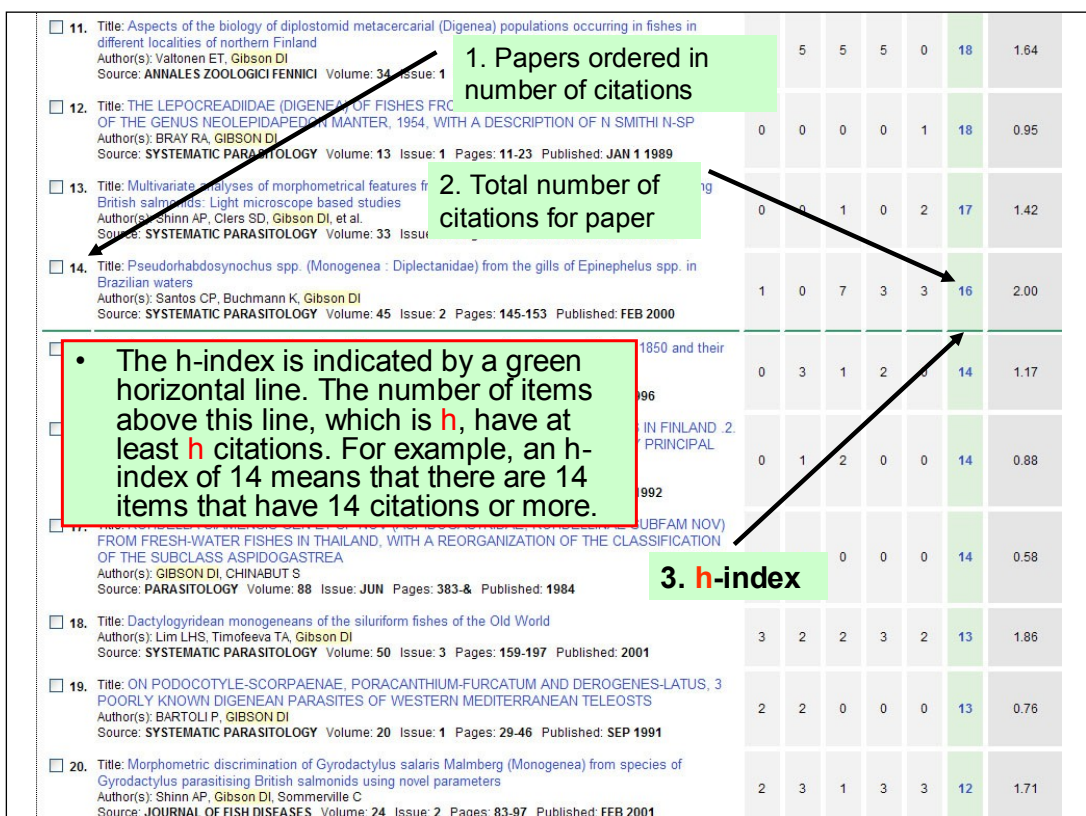 11. Title: Aspects of the biology of diplostomid metacercarial (Digenea) populations occurring in fishes in
different localities of northern Finland
Author(s): Valtonen ET, Gibson DI
Source: ANNALES ZOOLOGICI FENNICI Volume: 34 Issue: 1
5 5 5 0 18 1.64
1. Papers ordered in
number of citations
12. Title: THE LEPOCREADIIDAE (DIGENEA) OF FISHES FRO
OF THE GENUS NEOLEPIDAPEDON MANTER, 1954, WITH A DESCRIPTION OF N SMITHI N-SP
Author(s): BRAY RA, GIBSON DI
Source: SYSTEMATIC PARASITOLOGY Volume: 13 Issue: 1 Pages: 11-23 Published: JAN 1 1989
0 0 0 0 1 18 0.95
2. Total number of
citations for paper
13. Title: Multivariate analyses of morphometrical features fr
British salmonids: Light microscope based studies
Author(s): Shinn AP, Clers SD, Gibson DI, et al.
Source: SYSTEMATIC PARASITOLOGY Volume: 33 Issue:
0 0 1 0 2 17 1.42
14. Title: Pseudorhabdosynochus spp. (Monogenea : Diplectanidae) from the gills of Epinephelus spp. in
Brazilian waters
Author(s): Santos CP, Buchmann K, Gibson DI
Source: SYSTEMATIC PARASITOLOGY Volume: 45 Issue: 2 Pages: 145-153 Published: FEB 2000
1 0 7 3 3 16 2.00
• The h-index is indicated by a green
horizontal line. The number of items
above this line, which is h, have at
least h citations. For example, an h-
index of 14 means that there are 14
items that have 14 citations or more.
1850 and their
996
0 3 1 2 0 14 1.17
IN FINLAND .2.
PRINCIPAL
1992
0 1 2 0 0 14 0.88
SUBFAM NOV)
FROM FRESH-WATER FISHES IN THAILAND, WITH A REORGANIZATION OF THE CLASSIFICATION
OF THE SUBCLASS ASPIDOGASTREA
Author(s): GIBSON DI, CHINABUT S
Source: PARASITOLOGY Volume: 88 Issue: JUN Pages: 383-& Published: 1984
0 0 0 14 0.58
3. h-index
18. Title: Dactylogyridean monogeneans of the siluriform fishes of the Old World
Author(s): Lim LHS, Timofeeva TA, Gibson DI
Source: SYSTEMATIC PARASITOLOGY Volume: 50 Issue: 3 Pages: 159-197 Published: 2001
3 2 2 3 2 13 1.86
19. Title: ON PODOCOTYLE-SCORPAENAE, PORACANTHIUM-FURCATUM AND DEROGENES-LATUS, 3
POORLY KNOWN DIGENEAN PARASITES OF WESTERN MEDITERRANEAN TELEOSTS
Author(s): BARTOLI P, GIBSON DI
Source: SYSTEMATIC PARASITOLOGY Volume: 20 Issue: 1 Pages: 29-46 Published: SEP 1991
2 2 0 0 0 13 0.76
20. Title: Morphometric discrimination of Gyrodactylus salaris Malmberg (Monogenea) from species of
Gyrodactylus parasitising British salmonids using novel parameters
Author(s): Shinn AP, Gibson DI, Sommerville C
Source: JOURNAL OF FISH DISEASES Volume: 24 Issue: 2 Pages: 83-97 Published: FEB 2001
2 3 1 3 3 12 1.71